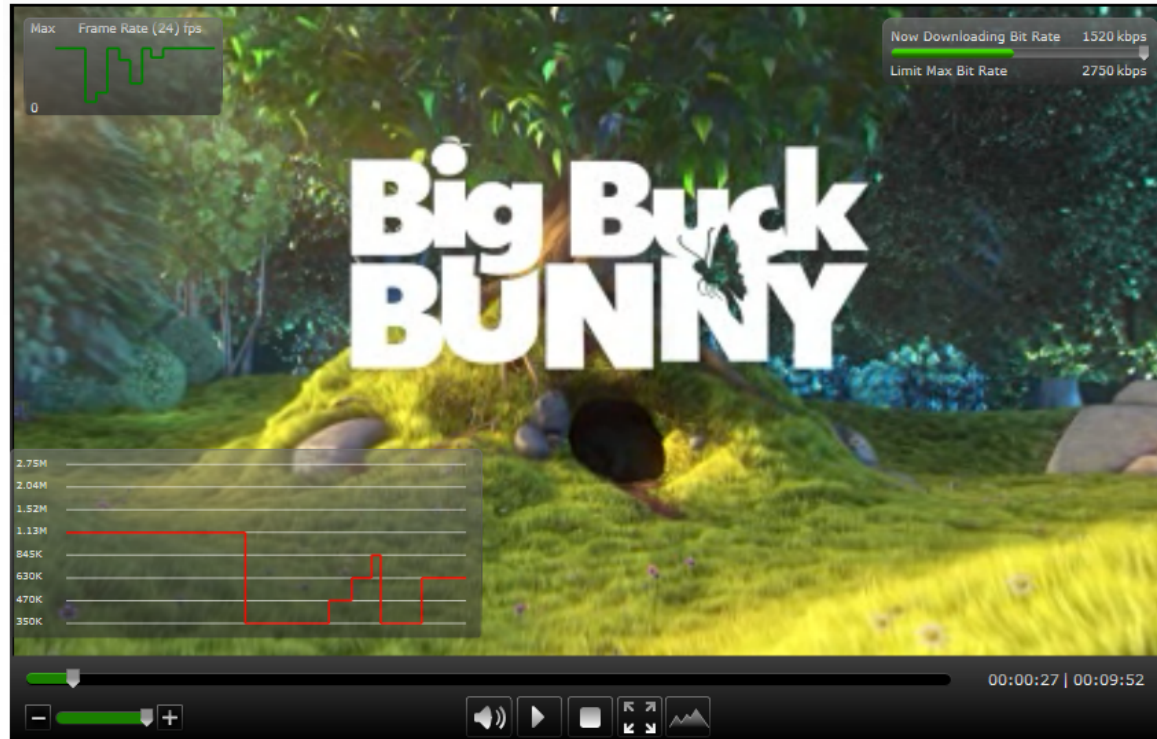 Max Frame Rate (24) fps
0
Now Downloading Bit Rate 1520 kbps
Limit Max Bit Rate 2750 kbps
Big Buck
BUNNY
2.75M
2.04M
1.52M
1.13M
845K
630K
470K
350K
00:00:27 | 00:09:52